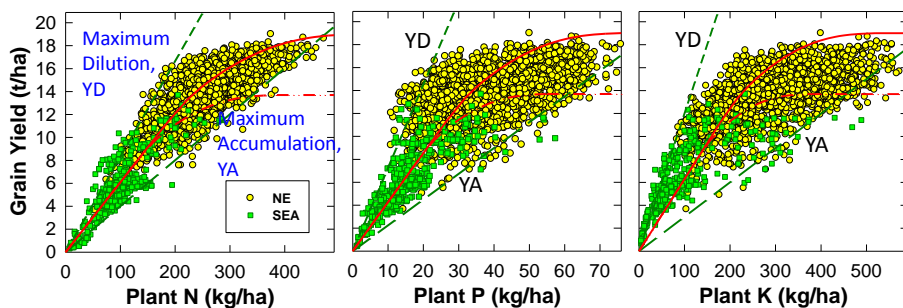 Grain Yield (t/ha)
21
20
18
16
14
12
10
8
6
4
2
0
Maximum
Dilution,
YD
Maximum
Accumulation,
YA
NE
SEA
0 100 200 300 400
Plant N (kg/ha)
YD
YA
0 10 20 30 40 50 60 70
Plant P (kg/ha)
YD
YA
0 100 200 300 400 500
Plant K (kg/ha)